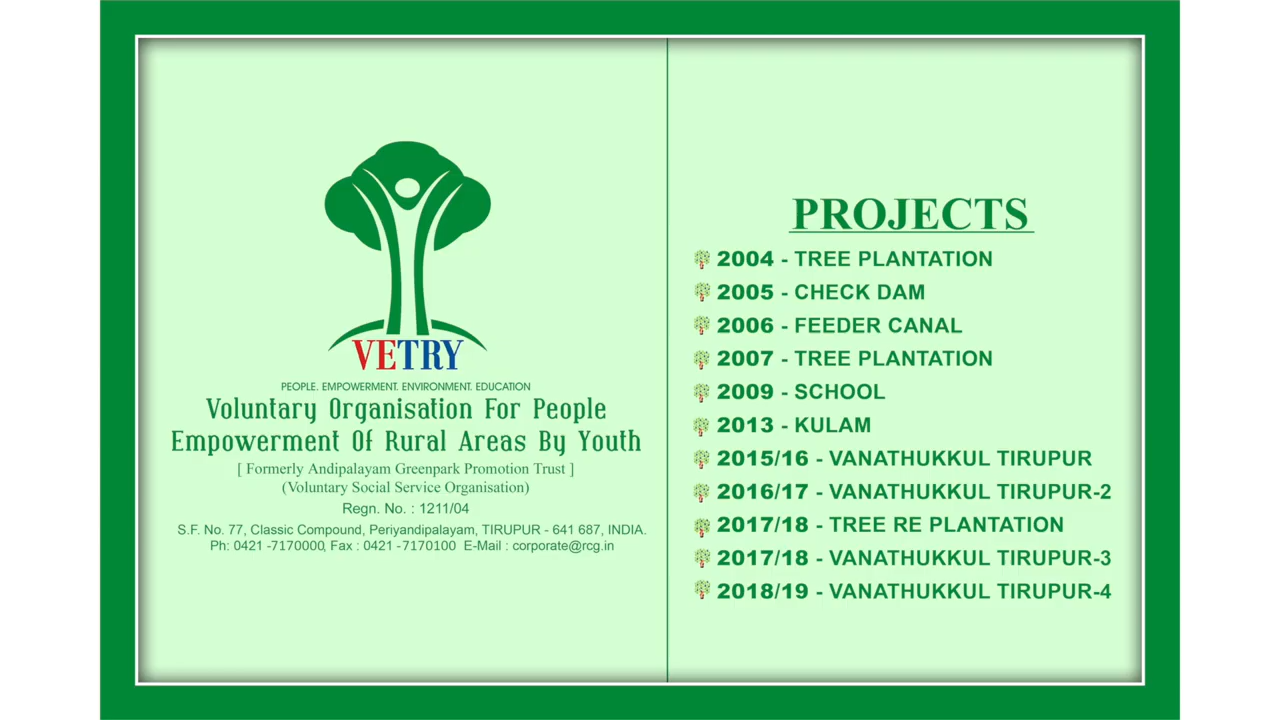 VETRY
PEOPLE. EMPOWERMENT. ENVIRONMENT. EDUCATION
Voluntary Organisation For People
Empowerment Of Rural Areas By Youth
[ Formerly Andipalayam Greenpark Promotion Trust ]
(Voluntary Social Service Organisation)
Regn. No. : 1211/04
S.F. No. 77, Classic Compound, Periyandipalayam, TIRUPUR - 641 687, INDIA.
Ph: 0421 -7170000, Fax : 0421 -7170100 E-Mail : corporate@rcg.in
PROJECTS
2004 - TREE PLANTATION
2005 - CHECK DAM
2006 - FEEDER CANAL
2007 - TREE PLANTATION
2009 - SCHOOL
2013 - KULAM
2015/16 - VANATHUKKUL TIRUPUR
2016/17 - VANATHUKKUL TIRUPUR-2
2017/18 - TREE RE PLANTATION
2017/18 - VANATHUKKUL TIRUPUR-3
2018/19 - VANATHUKKUL TIRUPUR-4